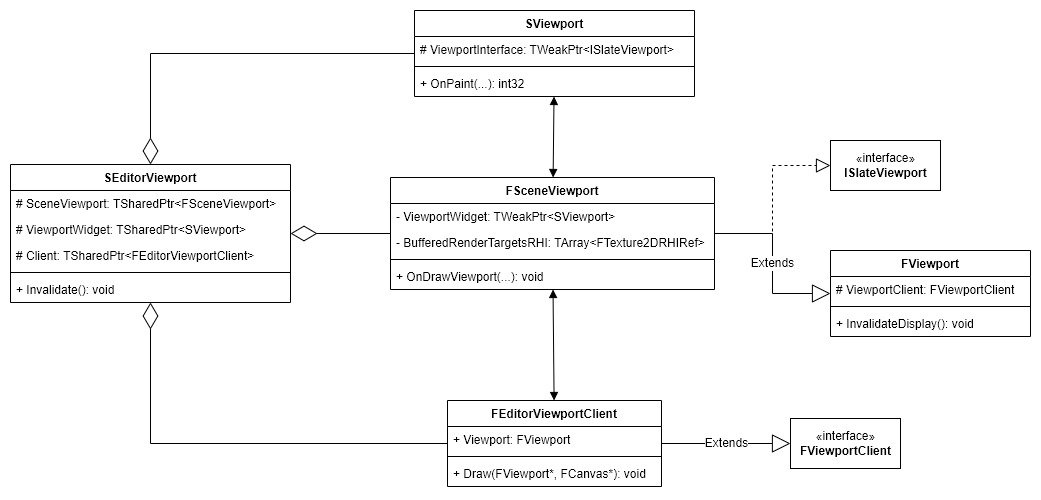 SViewport
# ViewportInterface: TWeakPtr<ISlateViewport>
+ OnPaint(...): int32
«interface»
ISlateViewport
SEditorViewport
# SceneViewport: TSharedPtr<FSceneViewport>
# ViewportWidget: TSharedPtr<SViewport>
# Client: TSharedPtr<FEditorViewportClient>
+ Invalidate(): void
FSceneViewport
- ViewportWidget: TWeakPtr<SViewport>
- BufferedRenderTargetsRHI: TArray<FTexture2DRHIRef>
+ OnDrawViewport(...): void
Extends
FViewport
# ViewportClient: FViewportClient
+ InvalidateDisplay(): void
FEditorViewportClient
+ Viewport: FViewport
+ Draw(FViewport*, FCanvas*): void
Extends
«interface»
FViewportClient